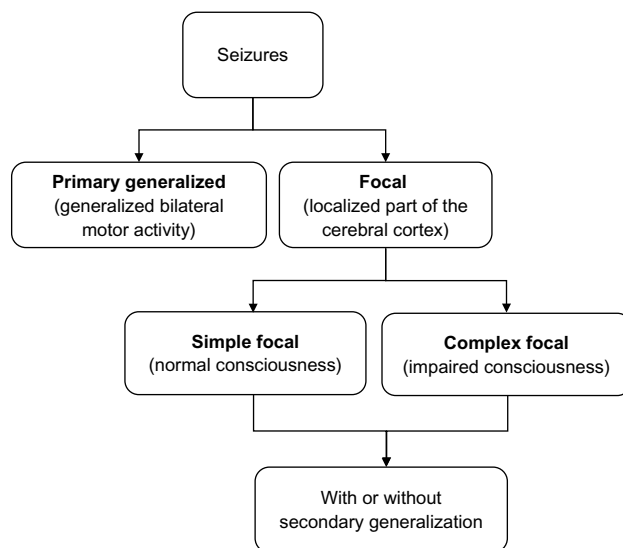 Seizures
Primary generalized
(generalized bilateral
motor activity)
Focal
(localized part of the
cerebral cortex)
Simple focal
(normal consciousness)
Complex focal
(impaired consciousness)
With or without
secondary generalization